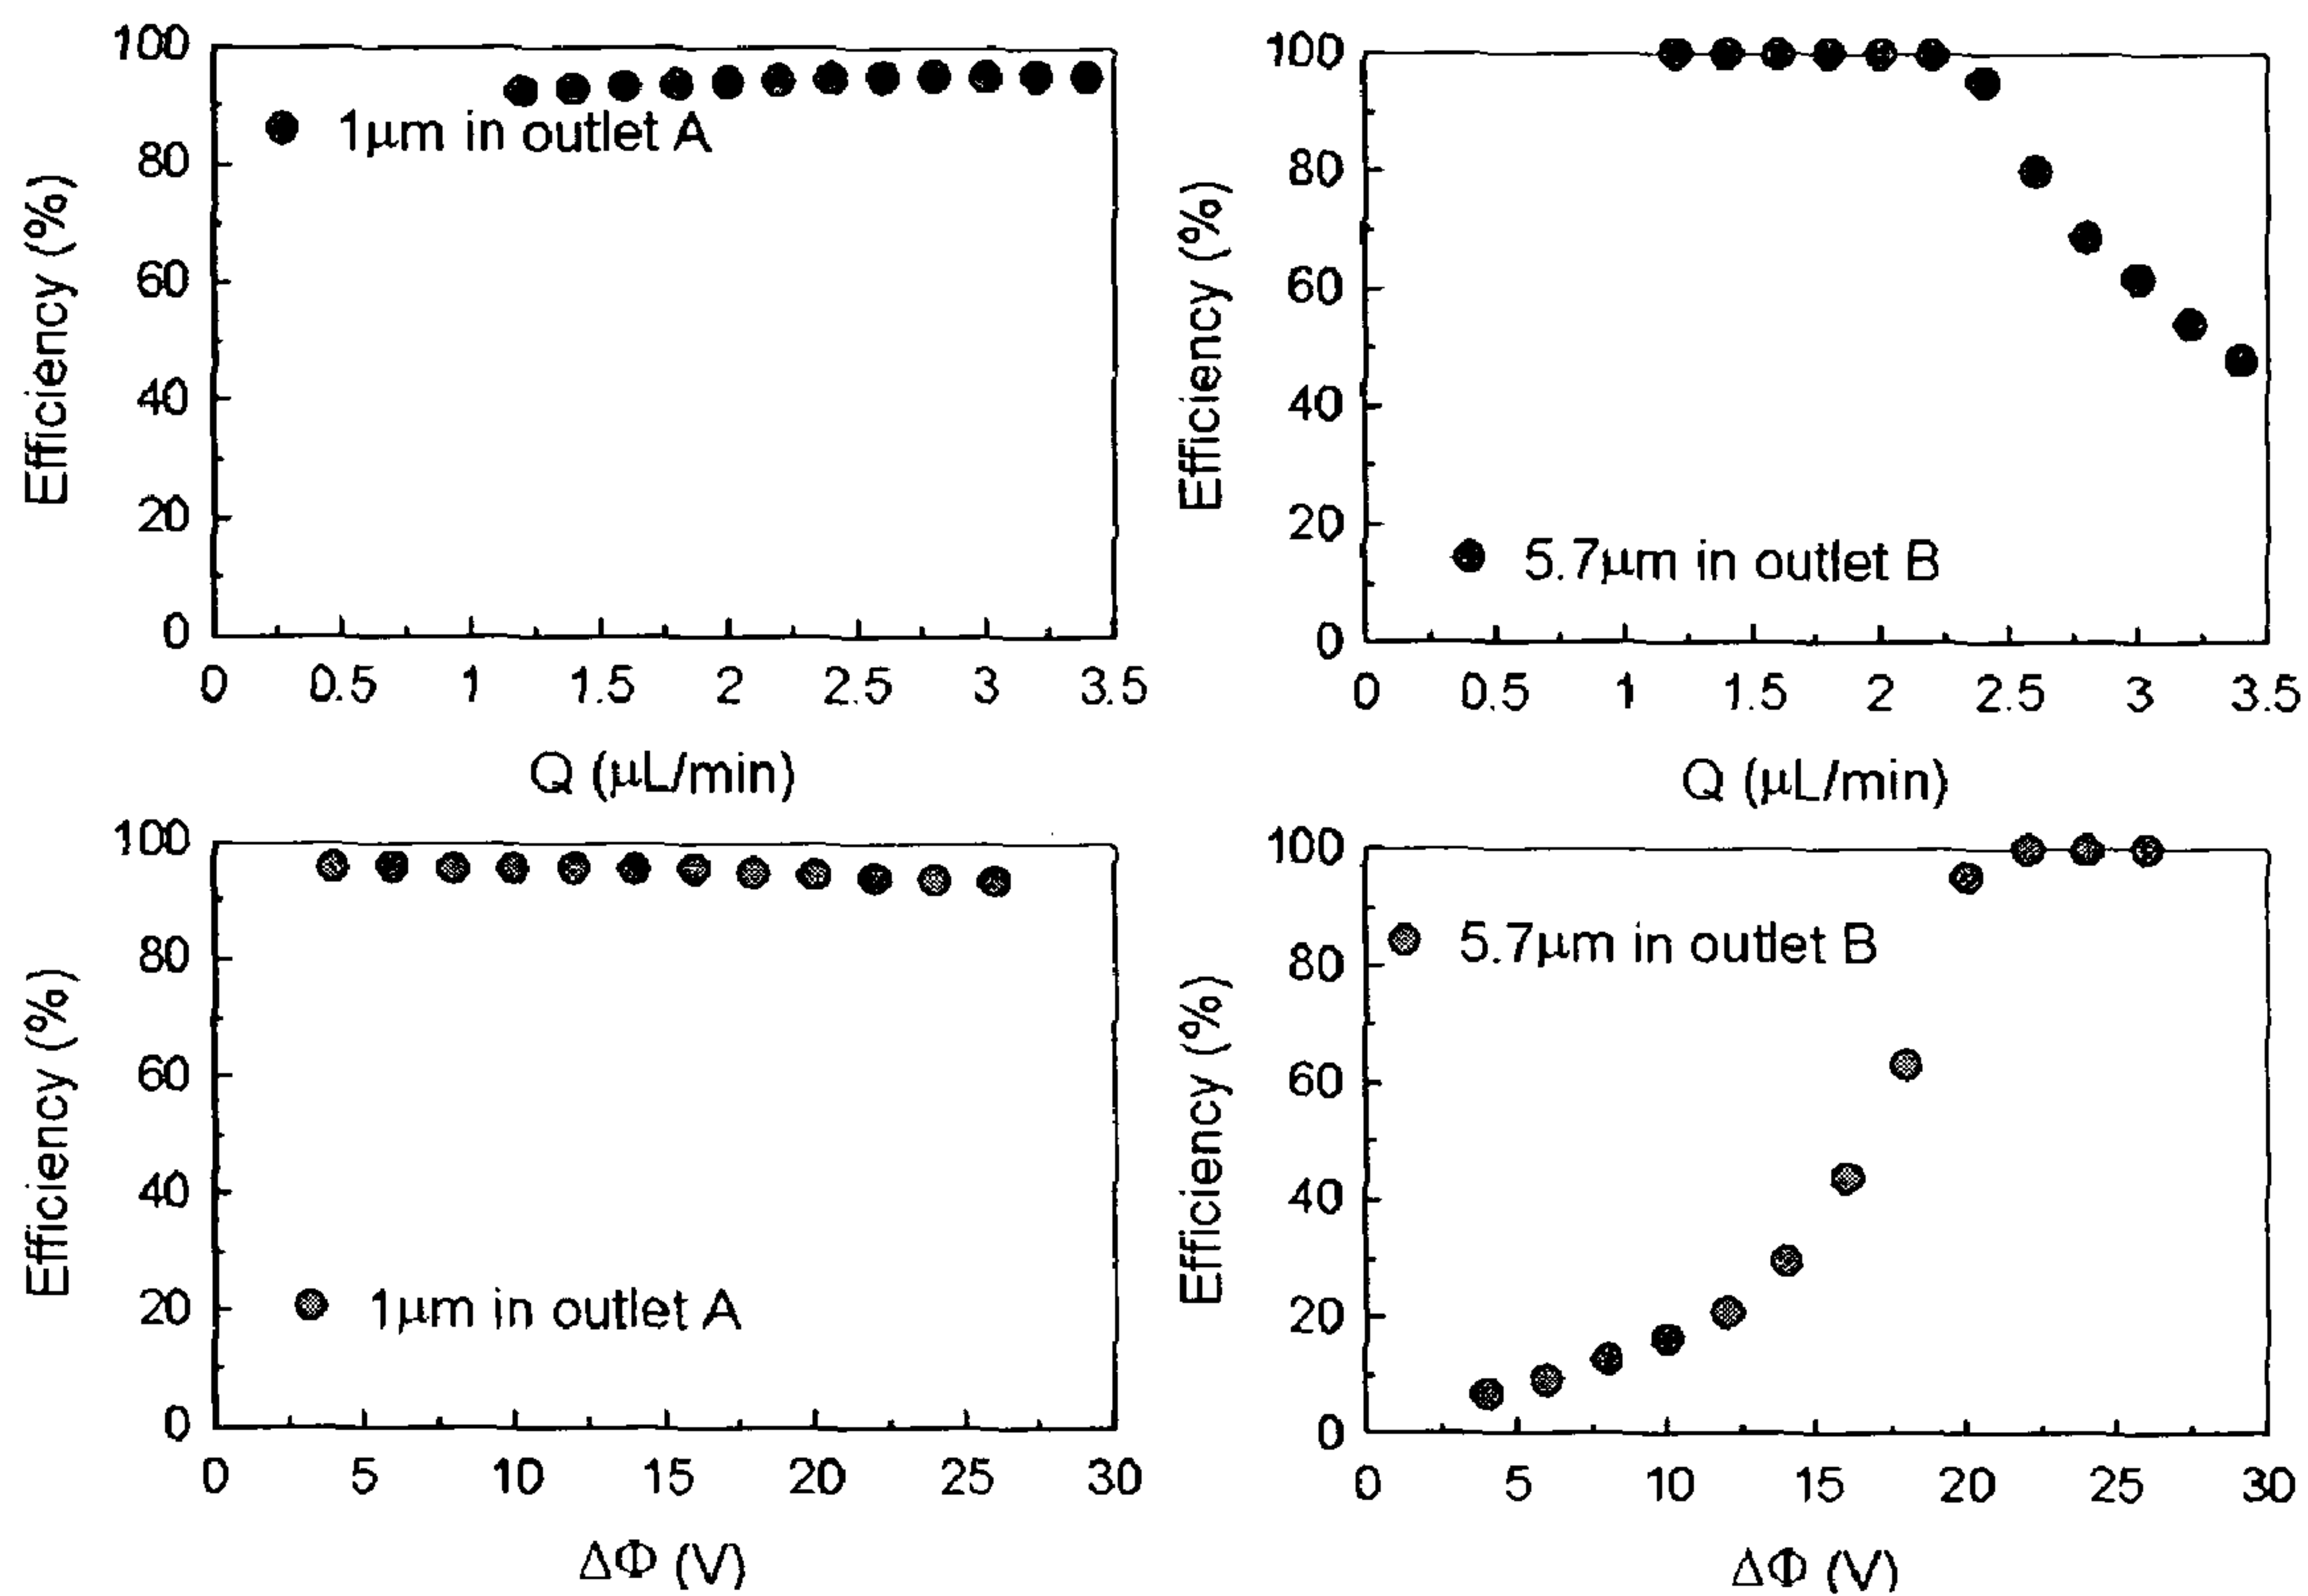 100
80
60
40
20
0
Efficiency (%)
1μm in outlet A
0 0.5 1 1.5 2 2.5 3 3.5
Q (μL/min)
100
80
60
40
20
0
Efficiency (%)
5.7μm in outlet B
0 0.5 1 1.5 2 2.5 3 3.5
Q (μL/min)
100
80
60
40
20
0
Efficiency (%)
1μm in outlet A
0 5 10 15 20 25 30
ΔΦ (V)
100
80
60
40
20
0
Efficiency (%)
5.7μm in outlet B
0 5 10 15 20 25 30
ΔΦ (V)